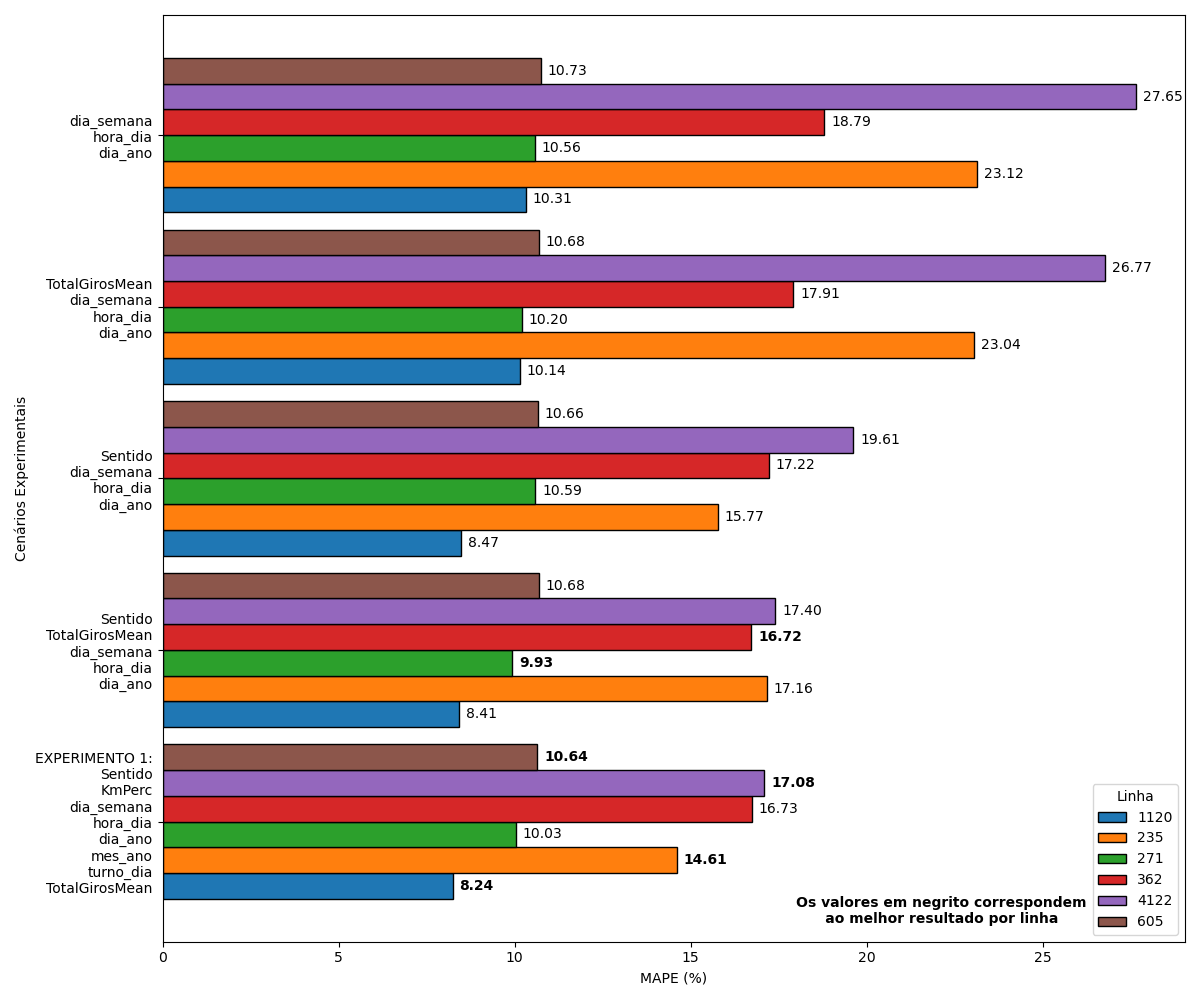 10.73
27.65
dia_semana
hora_dia
dia_ano
18.79
10.56
23.12
10.31
10.68
26.77
TotalGirosMean
dia_semana
hora_dia
dia_ano
17.91
10.20
23.04
10.14
10.66
19.61
Sentido
dia_semana
hora_dia
dia_ano
17.22
10.59
15.77
8.47
10.68
17.40
Sentido
TotalGirosMean
dia_semana
hora_dia
dia_ano
16.72
9.93
17.16
8.41
10.64
17.08
EXPERIMENTO 1:
Sentido
KmPerc
dia_semana
hora_dia
dia_ano
mes_ano
turno_dia
TotalGirosMean
16.73
10.03
14.61
8.24
Cenários Experimentais
Linha
1120
235
271
362
4122
605
Os valores em negrito correspondem
ao melhor resultado por linha
0
5
10
15
20
25
MAPE (%)